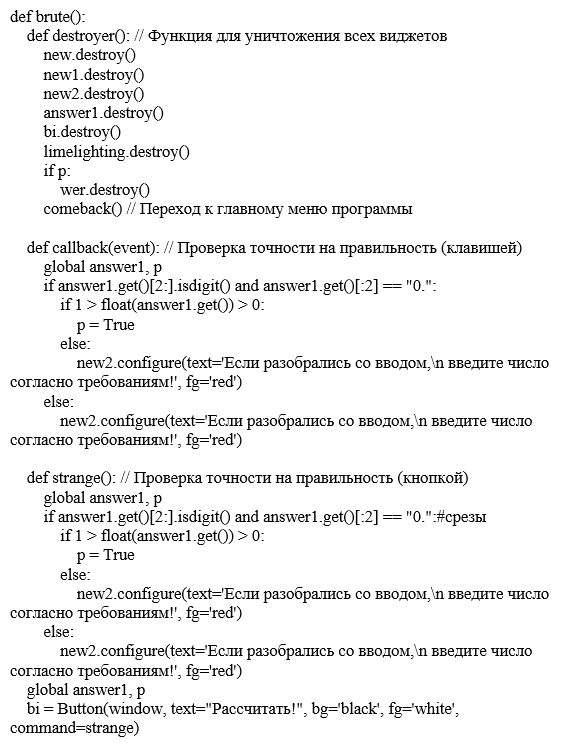 def brute():
def destroyer(): // Функция для уничтожения всех виджетов
new.destroy()
new1.destroy()
new2.destroy()
answer1.destroy()
bi.destroy()
limelighting.destroy()
if p:
wer.destroy()
comeback() // Переход к главному меню программы
def callback(event): // Проверка точности на правильность (клавишей)
global answer1, p
if answer1.get()[2:].isdigit() and answer1.get()[:2] == "0.":
if 1 > float(answer1.get()) > 0:
p = True
else:
new2.configure(text='Если разобрались со вводом,\n введите число
согласно требованиям!', fg='red')
else:
new2.configure(text='Если разобрались со вводом,\n введите число
согласно требованиям!', fg='red')
def strange(): // Проверка точности на правильность (кнопкой)
global answer1, p
if answer1.get()[2:].isdigit() and answer1.get()[:2] == "0.":#срезы
if 1 > float(answer1.get()) > 0:
p = True
else:
new2.configure(text='Если разобрались со вводом,\n введите число
согласно требованиям!', fg='red')
else:
new2.configure(text='Если разобрались со вводом,\n введите число
согласно требованиям!', fg='red')
global answer1, p
bi = Button(window, text="Рассчитать!", bg='black', fg='white',
command=strange)